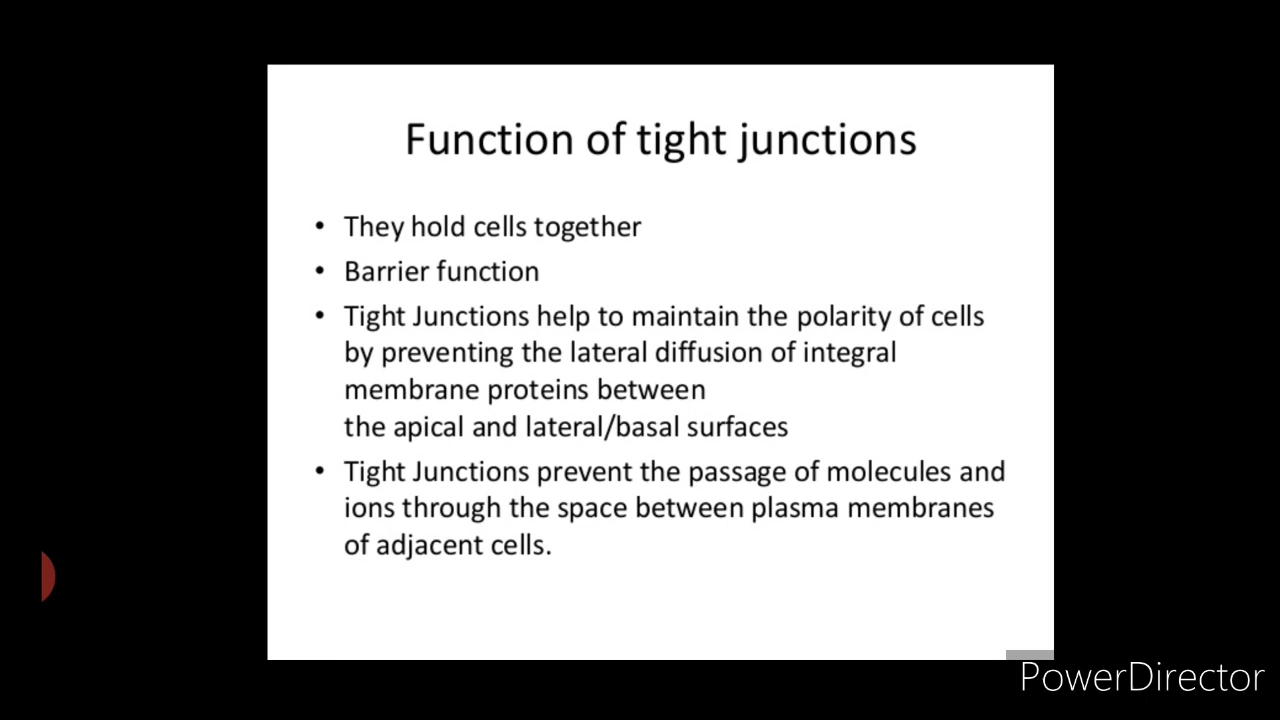 Function of tight junctions
• They hold cells together
• Barrier function
• Tight Junctions help to maintain the polarity of cells
by preventing the lateral diffusion of integral
membrane proteins between
the apical and lateral/basal surfaces
• Tight Junctions prevent the passage of molecules and
ions through the space between plasma membranes
of adjacent cells.
PowerDirector